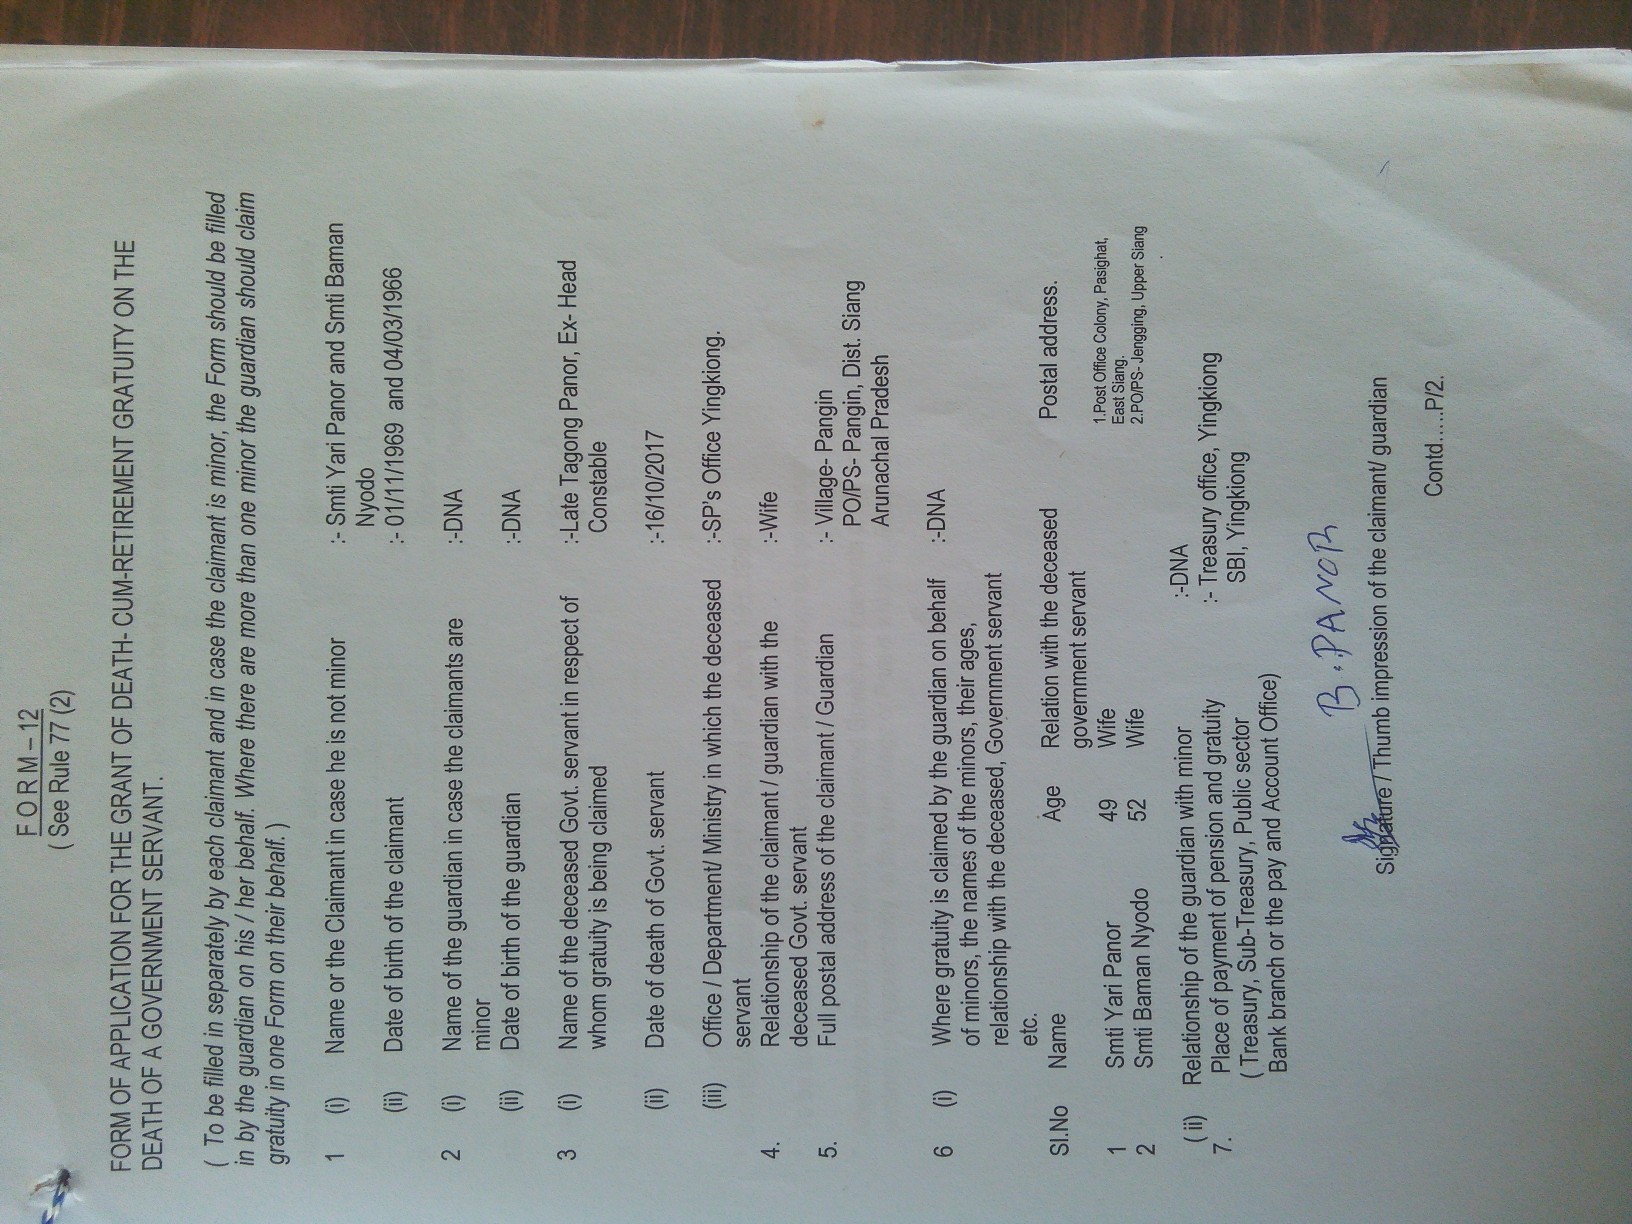 F O R M – 12
( See Rule 77 (2)
FORM OF APPLICATION FOR THE GRANT OF DEATH- CUM-RETIREMENT GRATUITY ON THE
DEATH OF A GOVERNMENT SERVANT.
( To be filled in separately by each claimant and in case the claimant is minor, the Form should be filled
in by the guardian on his / her behalf. Where there are more than one minor the guardian should claim
gratuity in one Form on their behalf. )
1 (i) Name or the Claimant in case he is not minor :- Smti Yari Panor and Smti Baman
Nyodo
(ii) Date of birth of the claimant :- 01/11/1969 and 04/03/1966
2 (i) Name of the guardian in case the claimants are :-DNA
minor
(ii) Date of birth of the guardian :-DNA
3 (i) Name of the deceased Govt. servant in respect of :-Late Tagong Panor, Ex- Head
whom gratuity is being claimed Constable
(ii) Date of death of Govt. servant :-16/10/2017
(iii) Office / Department/ Ministry in which the deceased :-SP's Office Yingkiong.
servant
4. Relationship of the claimant / guardian with the :-Wife
deceased Govt. servant
5. Full postal address of the claimant / Guardian :- Village- Pangin
PO/PS- Pangin, Dist. Siang
Arunachal Pradesh
6 (i) Where gratuity is claimed by the guardian on behalf :-DNA
of minors, the names of the minors, their ages,
relationship with the deceased, Government servant
etc.
Sl.No Name Age Relation with the deceased Postal address.
government servant
1 Smti Yari Panor 49 Wife 1.Post Office Colony, Pasighat,
East Siang.
2 Smti Baman Nyodo 52 Wife 2.PO/PS- Jengging, Upper Siang
( ii) Relationship of the guardian with minor :-DNA
7. Place of payment of pension and gratuity :- Treasury office, Yingkiong
( Treasury, Sub-Treasury, Public sector SBI, Yingkiong
Bank branch or the pay and Account Office)
B. PANOR
Signature / Thumb impression of the claimant/ guardian
Contd.....P/2.